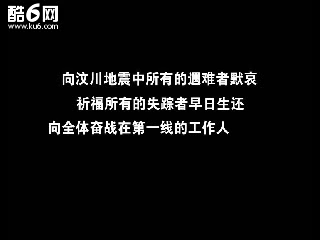 酷6网
www.ku6.com
向汶川地震中所有的遇难者默哀
祈福所有的失踪者早日生还
向全体奋战在第一线的工作人